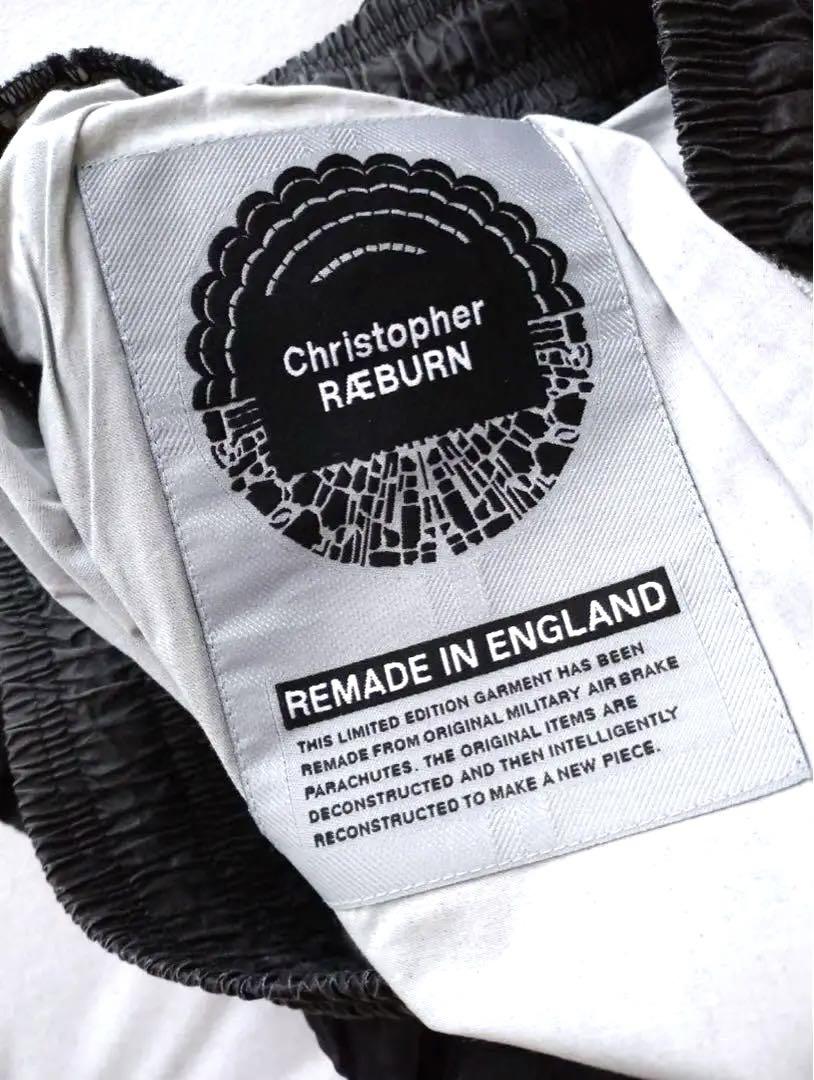 Christopher
RÆBURN
REMADE IN ENGLAND
THIS LIMITED EDITION GARMENT HAS BEEN
REMADE FROM ORIGINAL MILITARY AIR BRAKE
PARACHUTES. THE ORIGINAL ITEMS ARE
DECONSTRUCTED AND THEN INTELLIGENTLY
RECONSTRUCTED TO MAKE A NEW PIECE.